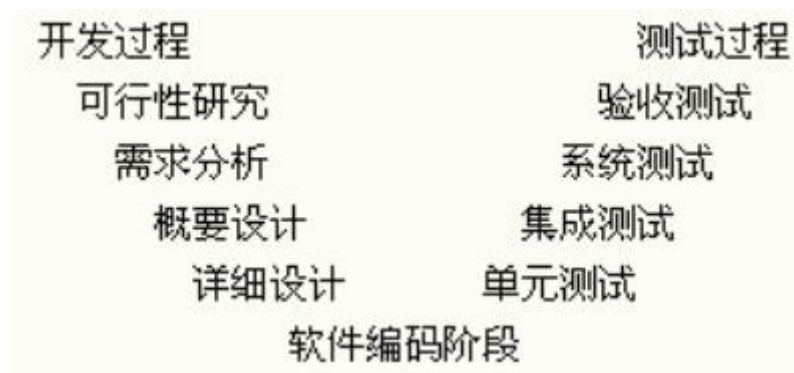 开发过程 测试过程
可行性研究 验收测试
需求分析 系统测试
概要设计 集成测试
详细设计 单元测试
软件编码阶段